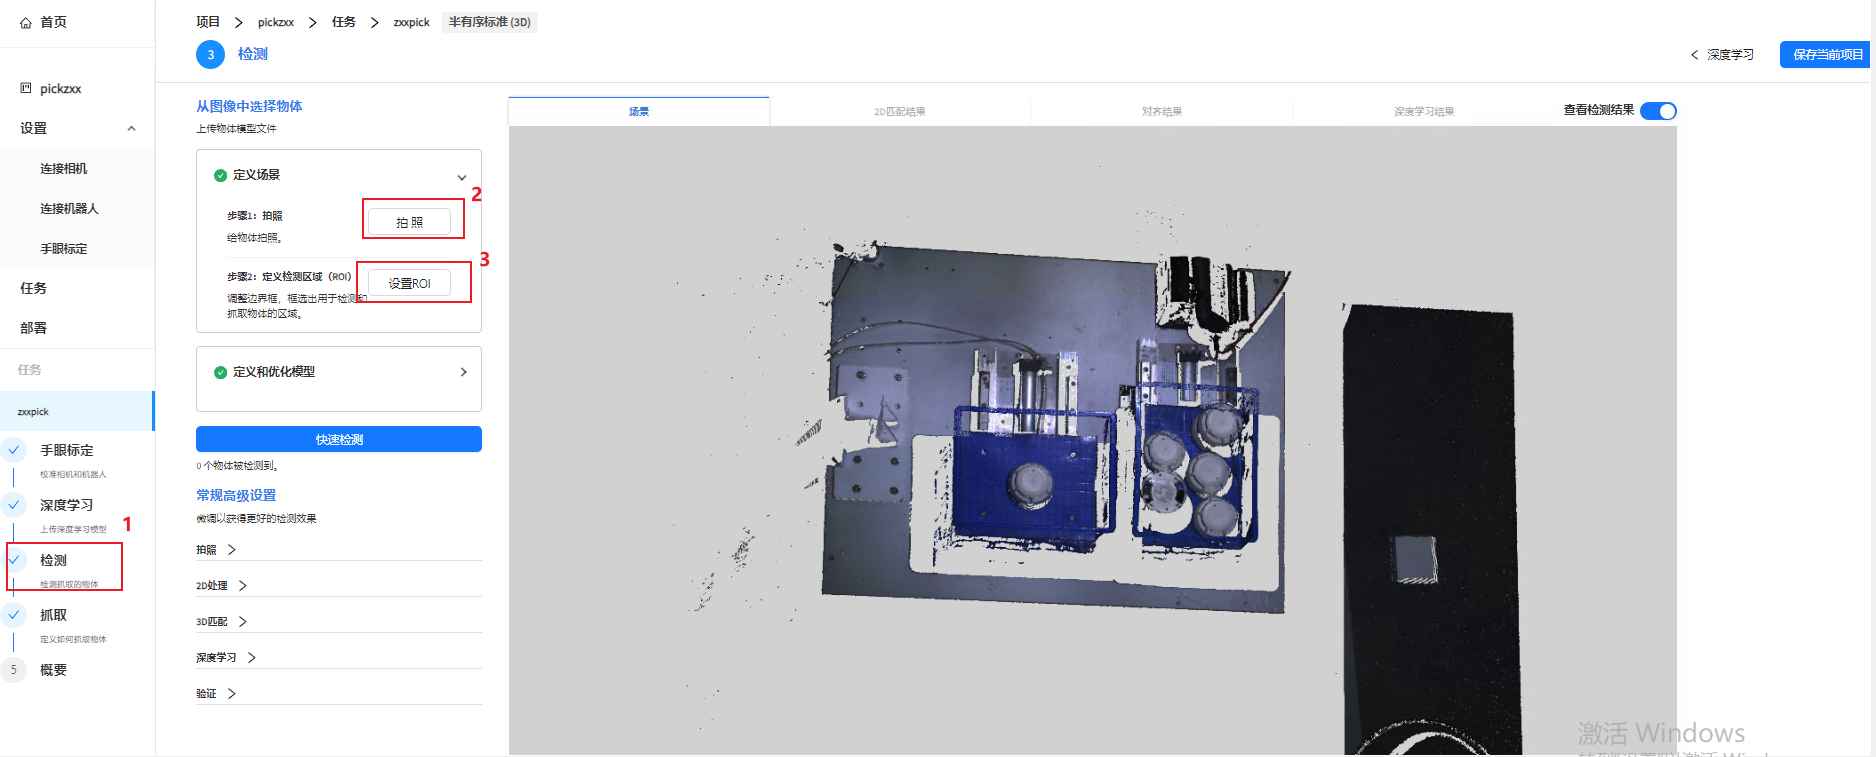 首页
项目 > pickzxx > 任务 > zxxpick 半有序标准 (3D)
3 检测
< 深度学习
保存当前项目
pickzxx
设置
连接相机
连接机器人
手眼标定
任务
部署
任务
zxxpick
手眼标定
校准相机和机器人
深度学习
上传深度学习模型
1
检测
检测抓取的物体
抓取
定义如何抓取物体
5 概要
从图像中选择物体
上传物体模型文件
定义场景
2
步骤1：拍照
给物体拍照。
拍 照
3
步骤2：定义检测区域（ROI）
设置ROI
调整边界框，框选出用于检测和
抓取物体的区域。
定义和优化模型
快速检测
0 个物体被检测到。
常规高级设置
微调以获得更好的检测效果
拍照
2D处理
3D匹配
深度学习
验证
场景
2D匹配结果
对齐结果
深度学习结果
查看检测结果
激活 Windows